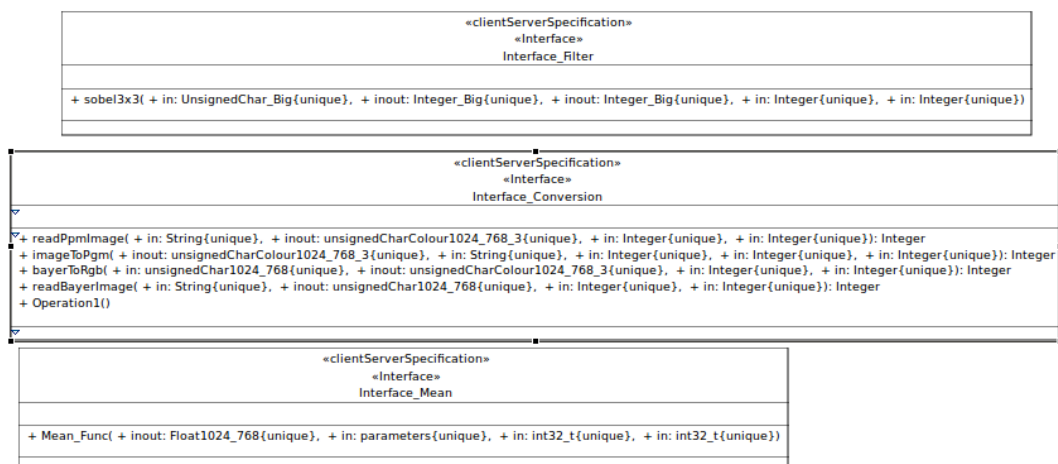 «clientServerSpecification»
«Interface»
Interface_Filter
+ sobel3x3( + in: UnsignedChar_Big{unique}, + inout: Integer_Big{unique}, + inout: Integer_Big{unique}, + in: Integer{unique}, + in: Integer{unique})
«clientServerSpecification»
«Interface»
Interface_Conversion
+ readPpmImage( + in: String{unique}, + inout: unsignedCharColour1024_768_3{unique}, + in: Integer{unique}, + in: Integer{unique}): Integer
+ imageToPgm( + inout: unsignedCharColour1024_768_3{unique}, + in: String{unique}, + in: Integer{unique}, + in: Integer{unique}, + in: Integer{unique}): Integer
+ bayerToRgb( + in: unsignedChar1024_768{unique}, + inout: unsignedCharColour1024_768_3{unique}, + in: Integer{unique}, + in: Integer{unique}): Integer
+ readBayerImage( + in: String{unique}, + inout: unsignedChar1024_768{unique}, + in: Integer{unique}, + in: Integer{unique}): Integer
+ Operation1()
«clientServerSpecification»
«Interface»
Interface_Mean
+ Mean_Func( + inout: Float1024_768{unique}, + in: parameters{unique}, + in: int32_t{unique}, + in: int32_t{unique})